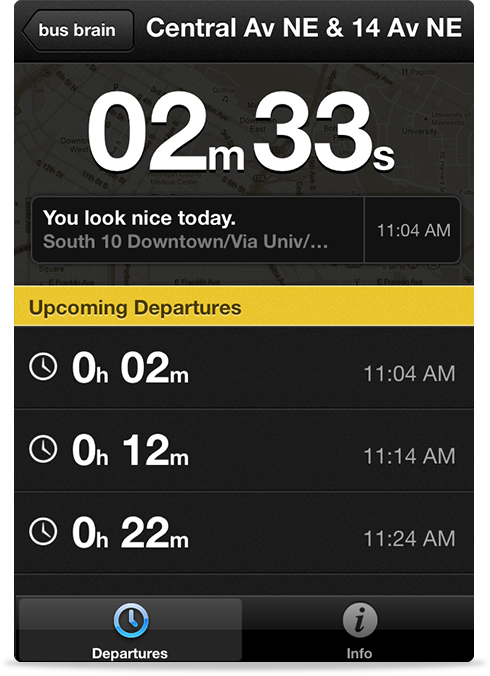 bus brain
Central Av NE & 14 Av NE
02m33s
You look nice today.
South 10 Downtown/Via Univ/...
11:04 AM
Upcoming Departures
0h 02m 11:04 AM
0h 12m 11:14 AM
0h 22m 11:24 AM
Departures
Info